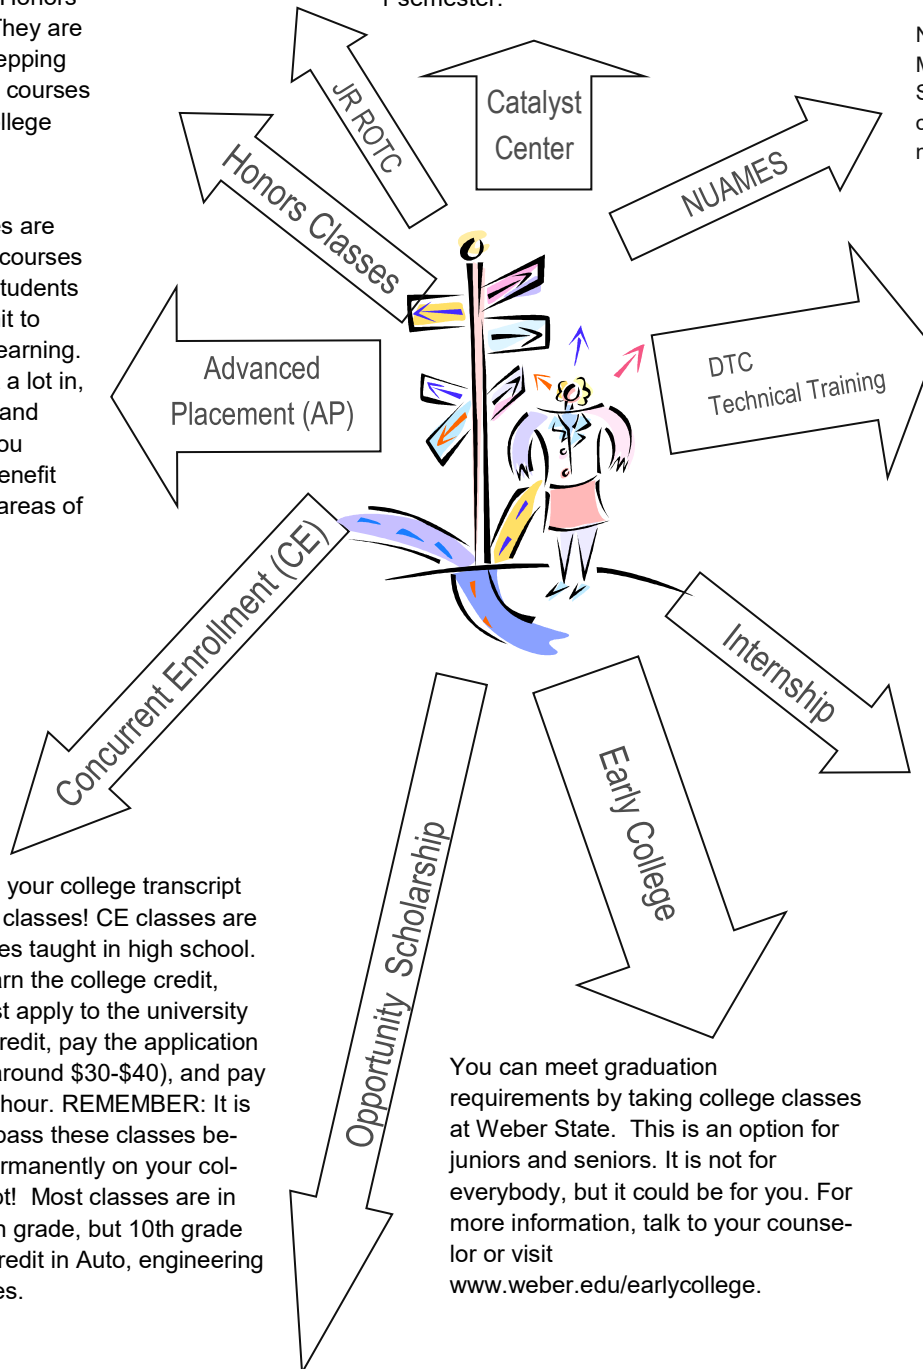 Honors
They are
epping
courses
llege
1 semester.
N
M
S
c
n
JR ROTC
Catalyst
Center
NUAMES
Honors Classes
es are
courses
tudents
it to
earning.
a lot in,
and
ou
enefit
areas of
Advanced
Placement (AP)
DTC
Technical Training
Concurrent Enrollment (CE)
Internship
Early College
Opportunity Scholarship
your college transcript
classes! CE classes are
es taught in high school.
arn the college credit,
st apply to the university
redit, pay the application
around $30-$40), and pay
hour. REMEMBER: It is
pass these classes be-
rmanently on your col-
ot! Most classes are in
h grade, but 10th grade
redit in Auto, engineering
es.
You can meet graduation
requirements by taking college classes
at Weber State. This is an option for
juniors and seniors. It is not for
everybody, but it could be for you. For
more information, talk to your counse-
lor or visit
www.weber.edu/earlycollege.